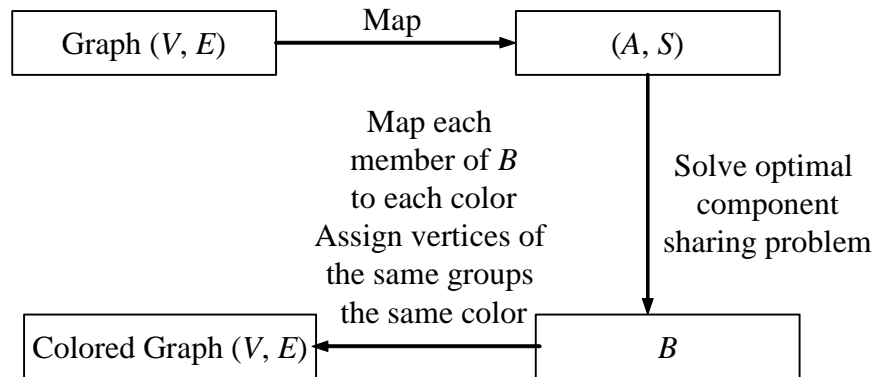 Graph (V, E)
Map
(A, S)
Map each
member of B
to each color
Assign vertices of
the same groups
the same color
Solve optimal
component
sharing problem
Colored Graph (V, E)
B